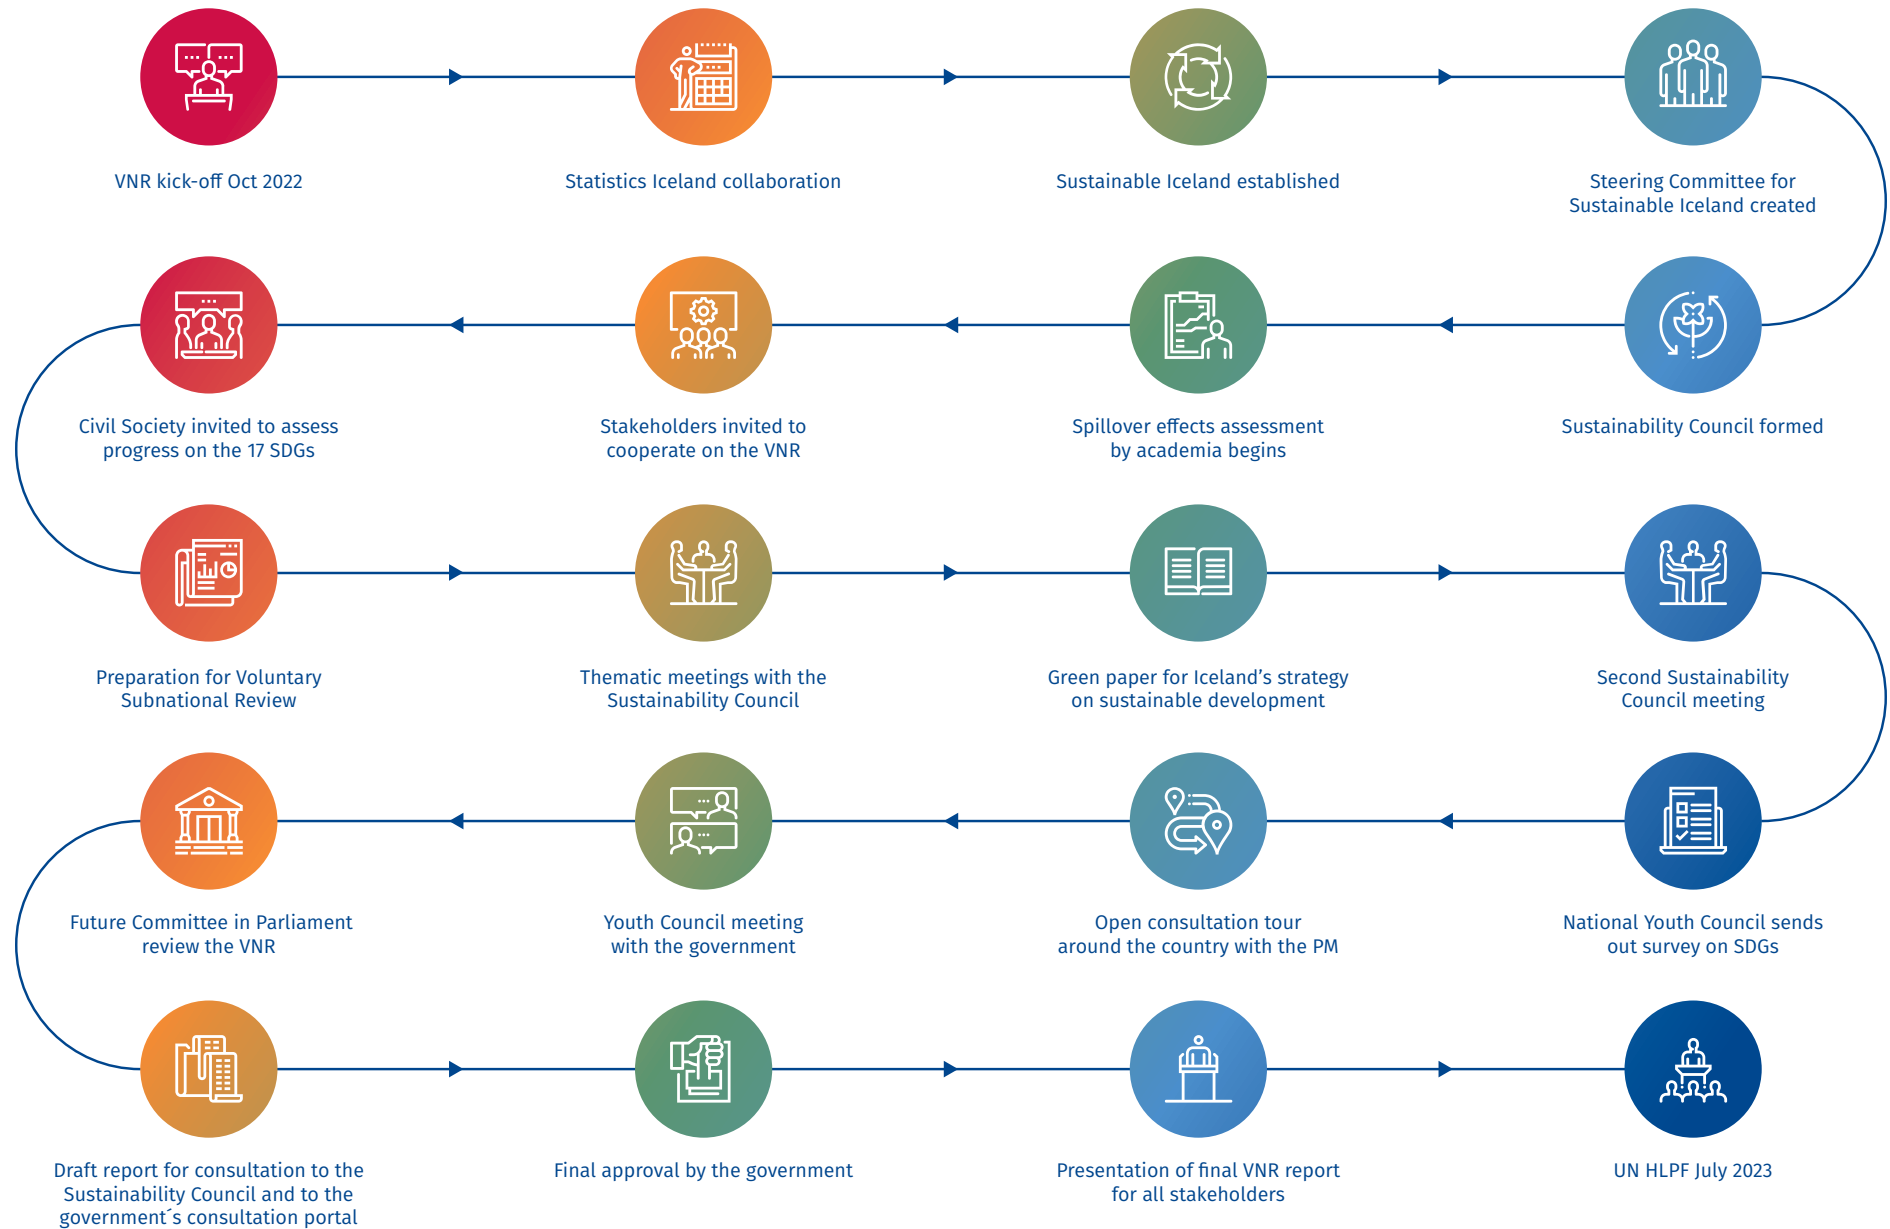 VNR kick-off Oct 2022
Statistics Iceland collaboration
Sustainable Iceland established
Steering Committee for
Sustainable Iceland created
Civil Society invited to assess
progress on the 17 SDGs
Stakeholders invited to
cooperate on the VNR
Spillover effects assessment
by academia begins
Sustainability Council formed
Preparation for Voluntary
Subnational Review
Thematic meetings with the
Sustainability Council
Green paper for Iceland’s strategy
on sustainable development
Second Sustainability
Council meeting
Future Committee in Parliament
review the VNR
Youth Council meeting
with the government
Open consultation tour
around the country with the PM
National Youth Council sends
out survey on SDGs
Draft report for consultation to the
Sustainability Council and to the
government´s consultation portal
Final approval by the government
Presentation of final VNR report
for all stakeholders
UN HLPF July 2023